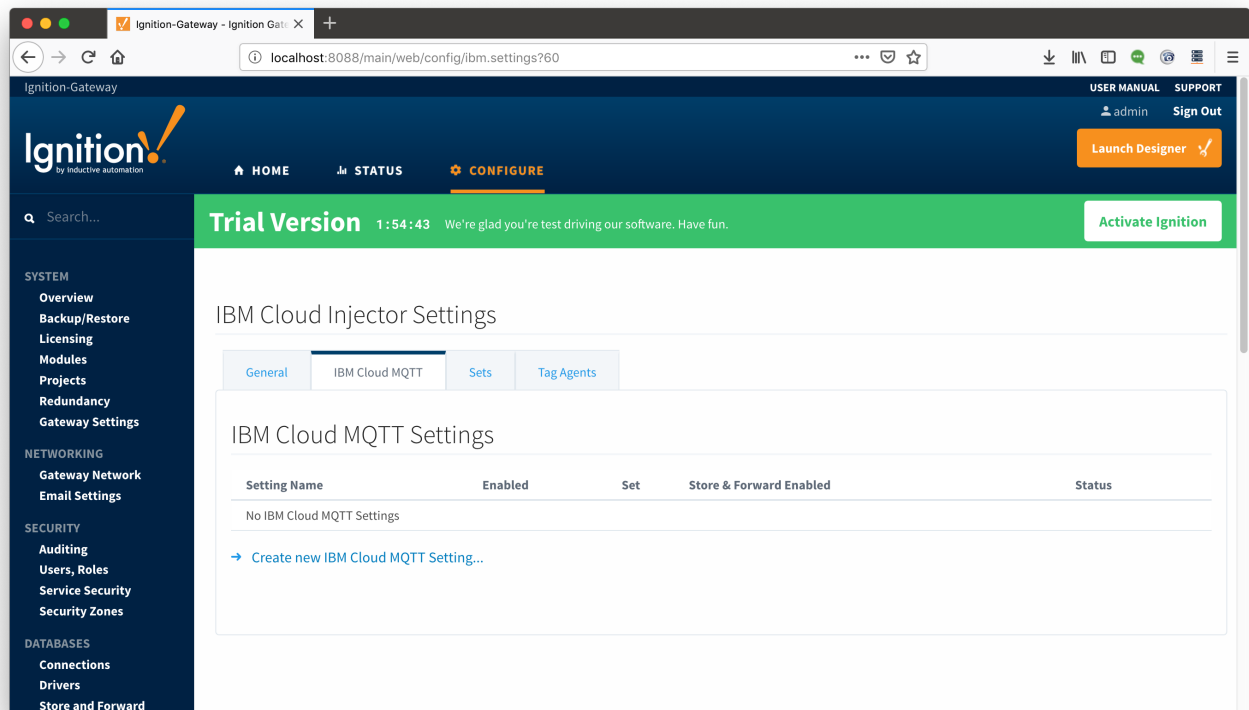 Ignition-Gateway - Ignition Gate
localhost:8088/main/web/config/ibm.settings?60
Ignition-Gateway
USER MANUAL SUPPORT
admin Sign Out
Ignition!
by inductive automation
Launch Designer
HOME STATUS CONFIGURE
Search...
Trial Version 1:54:43 We're glad you're test driving our software. Have fun.
Activate Ignition
SYSTEM
Overview
Backup/Restore
Licensing
Modules
Projects
Redundancy
Gateway Settings
NETWORKING
Gateway Network
Email Settings
SECURITY
Auditing
Users, Roles
Service Security
Security Zones
DATABASES
Connections
Drivers
Store and Forward
IBM Cloud Injector Settings
General IBM Cloud MQTT Sets Tag Agents
IBM Cloud MQTT Settings
Setting Name Enabled Set Store & Forward Enabled Status
No IBM Cloud MQTT Settings
Create new IBM Cloud MQTT Setting...